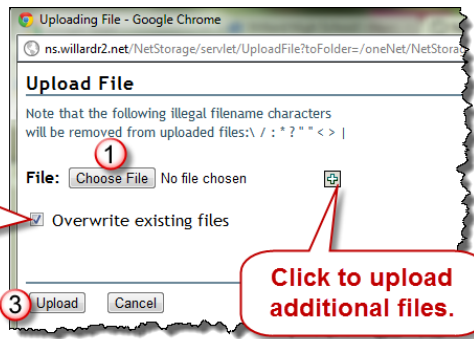 Uploading File - Google Chrome
ns.willardr2.net/NetStorage/servlet/UploadFile?toFolder=/oneNet/NetStorag
Upload File
Note that the following illegal filename characters
will be removed from uploaded files:\ / : * ? " " < > |
1
File: Choose File No file chosen
Overwrite existing files
Click to upload
additional files.
3 Upload Cancel